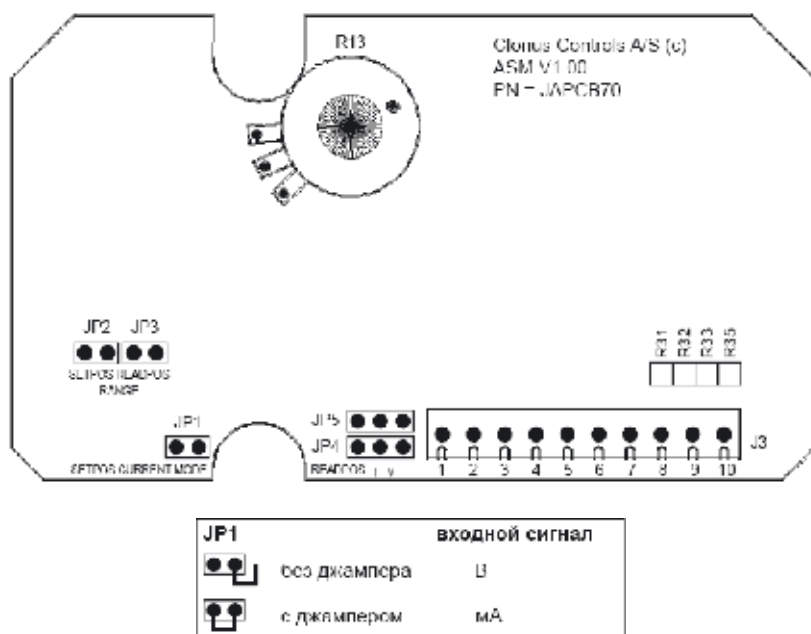 R13
Clorius Controls A/S (c)
ASM V1.00
PN = JAPCB70
JP2 JP3
R31 R32 R33 R35
SETPOS READPOS
RANGE
JP5
JP1
JP4
J3
SETPOS CURRENT MODE
READPOS I V
1 2 3 4 5 6 7 8 9 10
JP1 входной сигнал
без джампера В
с джампером мА